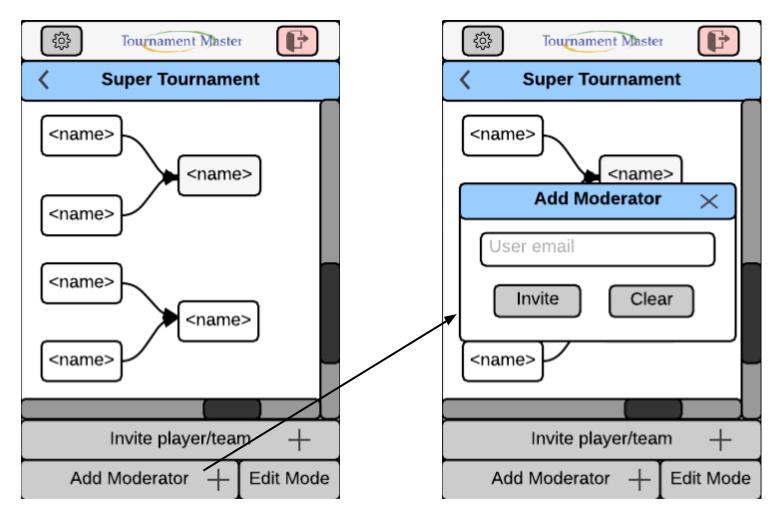 Tournament Master
Super Tournament
<name>
<name>
<name>
<name>
<name>
<name>
Invite player/team
Add Moderator
Edit Mode
Tournament Master
Super Tournament
<name>
<name>
Add Moderator
User email
Invite
Clear
<name>
Invite player/team
Add Moderator
Edit Mode